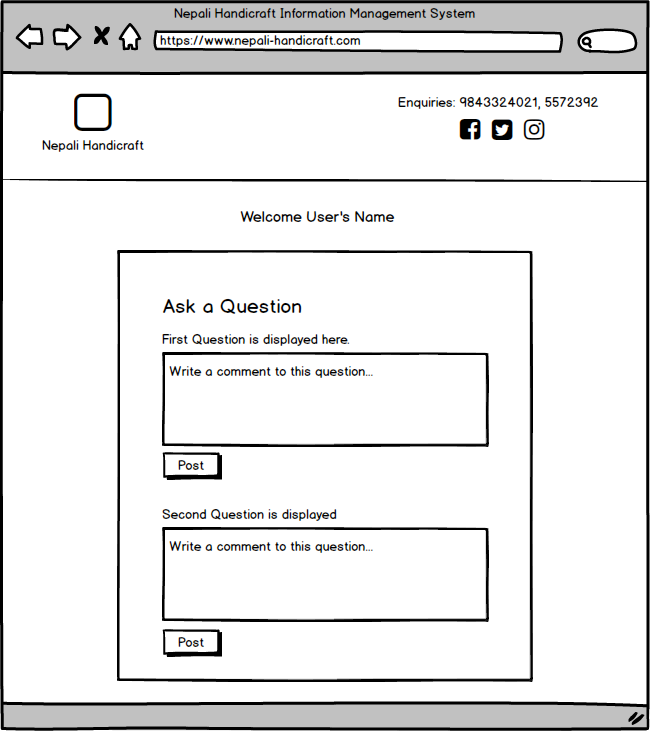 Nepali Handicraft Information Management System
https://www.nepali-handicraft.com
Enquiries: 9843324021, 5572392
Nepali Handicraft
Welcome User's Name
Ask a Question
First Question is displayed here.
Write a comment to this question...
Post
Second Question is displayed
Write a comment to this question...
Post